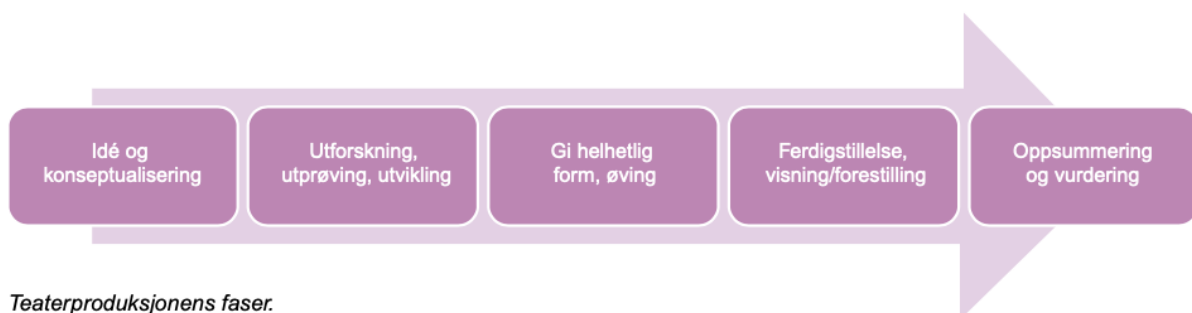 Idé og
konseptualisering
Utforskning,
utprøving, utvikling
Gi helhetlig
form, øving
Ferdigstillelse,
visning/forestilling
Oppsummering
og vurdering
Teaterproduksjonens faser.